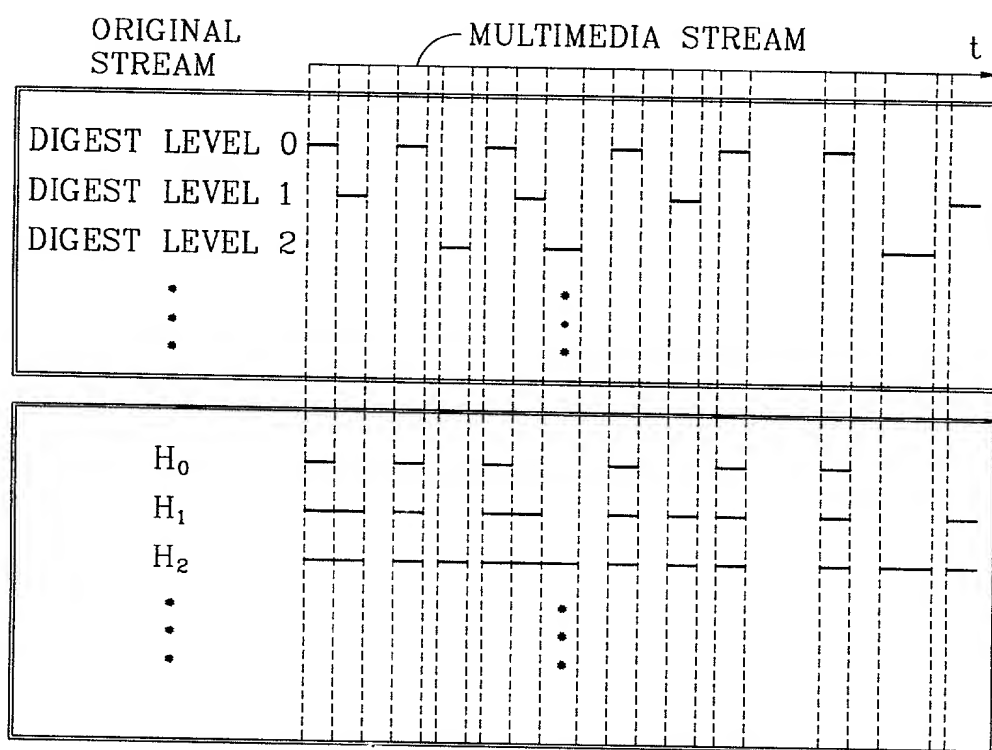 ORIGINAL
STREAM
MULTIMEDIA STREAM
t
DIGEST LEVEL 0
DIGEST LEVEL 1
DIGEST LEVEL 2
H₀
H₁
H₂